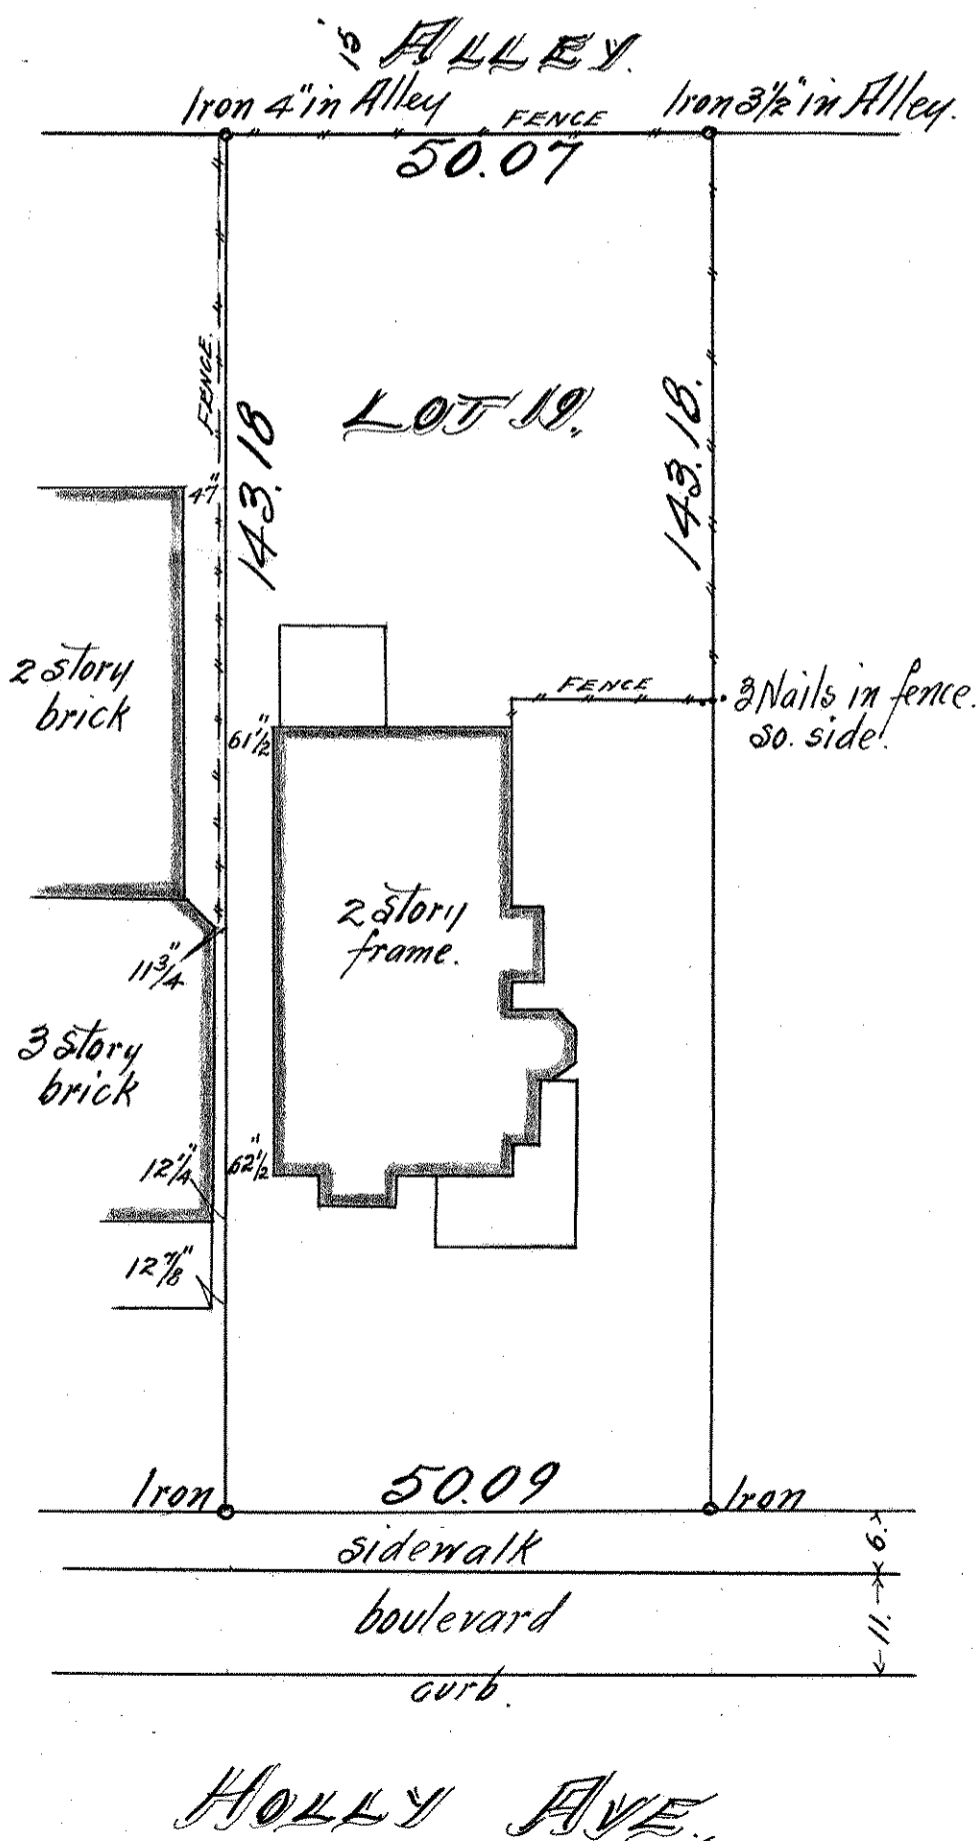 15' ALLEY.
Iron 4" in Alley
FENCE
Iron 3½" in Alley.
50.07
FENCE.
143.18
LOT 19.
143.18.
47"
2 story
brick
FENCE
3 Nails in fence.
So. side.
61½"
2 story
frame.
11¾"
3 story
brick
12¼"
62½"
12⅞"
Iron
50.09
Iron
sidewalk
6.
boulevard
11.
curb.
HOLLY AVE.